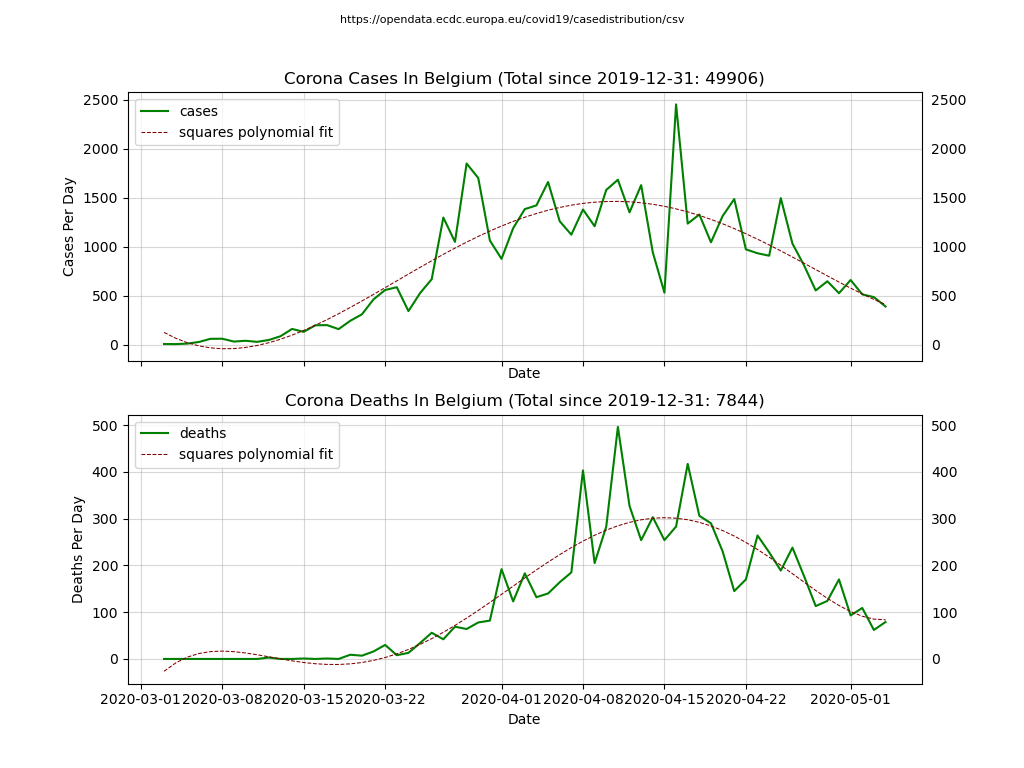 https://opendata.ecdc.europa.eu/covid19/casedistribution/csv
Corona Cases In Belgium (Total since 2019-12-31: 49906)
cases
squares polynomial fit
2500
2000
1500
1000
500
0
Cases Per Day
2500
2000
1500
1000
500
0
Date
Corona Deaths In Belgium (Total since 2019-12-31: 7844)
deaths
squares polynomial fit
500
400
300
200
100
0
Deaths Per Day
500
400
300
200
100
0
2020-03-01 2020-03-08 2020-03-15 2020-03-22 2020-04-01 2020-04-08 2020-04-15 2020-04-22 2020-05-01
Date